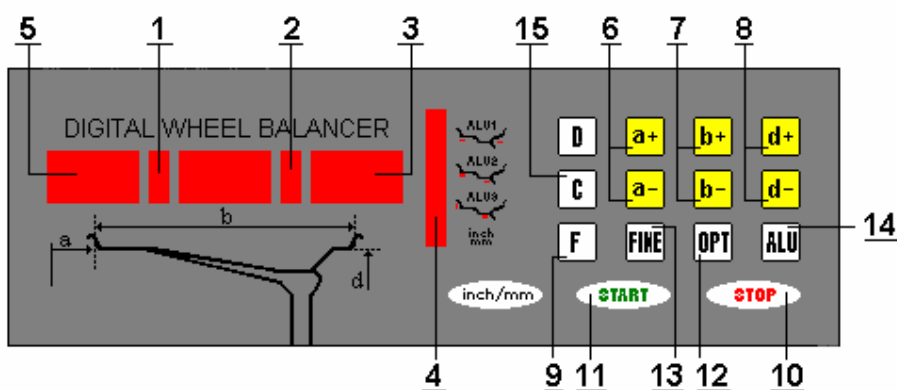 5 1 2 3 15 6 7 8
DIGITAL WHEEL BALANCER
ALU1
ALU2
ALU3
inch
mm
D a+ b+ d+
C a- b- d-
F FINE OPT ALU
14
a b d
inch/mm START STOP
4 9 11 13 12 10